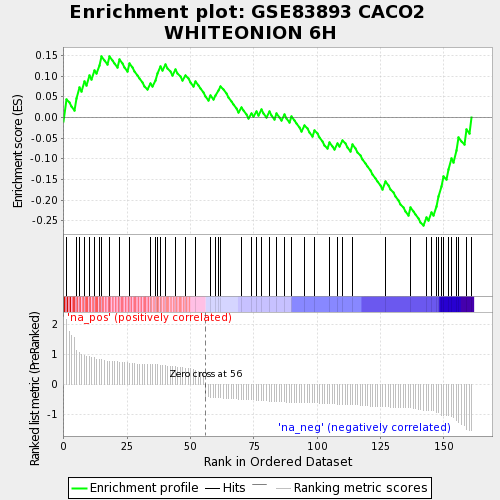 Enrichment plot: GSE83893 CACO2
WHITEONION 6H
Enrichment score (ES)
0.15
0.10
0.05
0.00
-0.05
-0.10
-0.15
-0.20
-0.25
'na_pos' (positively correlated)
Ranked list metric (PreRanked)
2
1
0
-1
Zero cross at 56
'na_neg' (negatively correlated)
0
25
50
75
100
125
150
Rank in Ordered Dataset
Enrichment profile
Hits
Ranking metric scores